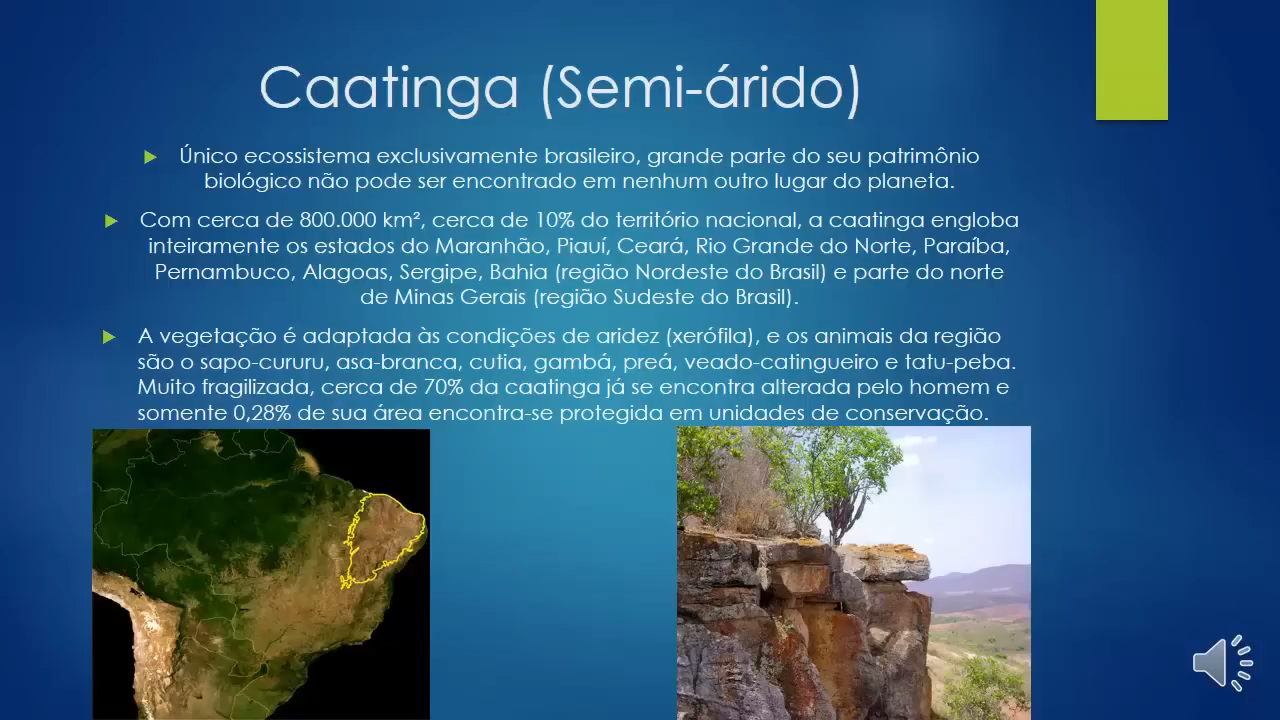 Caatinga (Semi-árido)
Único ecossistema exclusivamente brasileiro, grande parte do seu patrimônio
biológico não pode ser encontrado em nenhum outro lugar do planeta.
Com cerca de 800.000 km², cerca de 10% do território nacional, a caatinga engloba
inteiramente os estados do Maranhão, Piauí, Ceará, Rio Grande do Norte, Paraíba,
Pernambuco, Alagoas, Sergipe, Bahia (região Nordeste do Brasil) e parte do norte
de Minas Gerais (região Sudeste do Brasil).
A vegetação é adaptada às condições de aridez (xerófila), e os animais da região
são o sapo-cururu, asa-branca, cutia, gambá, preá, veado-catingueiro e tatu-peba.
Muito fragilizada, cerca de 70% da caatinga já se encontra alterada pelo homem e
somente 0,28% de sua área encontra-se protegida em unidades de conservação.